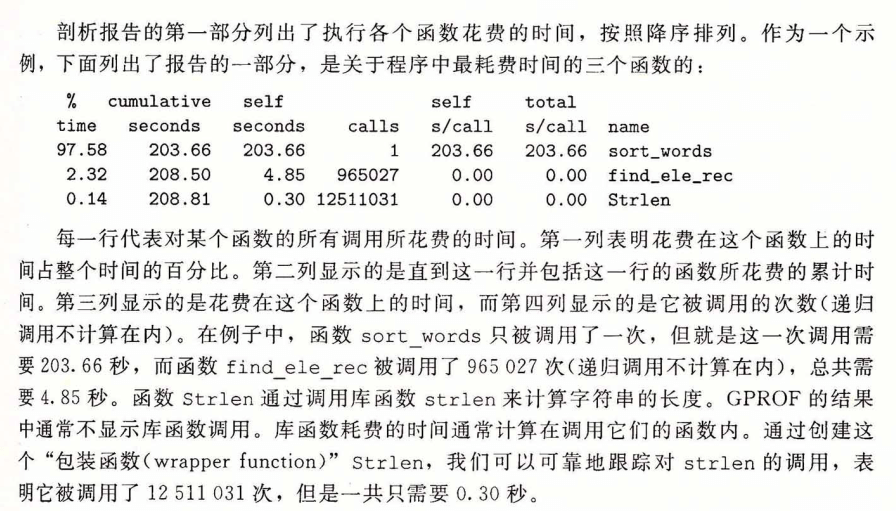 剖析报告的第一部分列出了执行各个函数花费的时间，按照降序排列。作为一个示
例，下面列出了报告的一部分，是关于程序中最耗费时间的三个函数的：
% cumulative self self total
time seconds seconds calls s/call s/call name
97.58 203.66 203.66 1 203.66 203.66 sort_words
2.32 208.50 4.85 965027 0.00 0.00 find_ele_rec
0.14 208.81 0.30 12511031 0.00 0.00 Strlen
每一行代表对某个函数的所有调用所花费的时间。第一列表明花费在这个函数上的时
间占整个时间的百分比。第二列显示的是直到这一行并包括这一行的函数所花费的累计时
间。第三列显示的是花费在这个函数上的时间，而第四列显示的是它被调用的次数(递归
调用不计算在内)。在例子中，函数 sort_words 只被调用了一次，但就是这一次调用需
要 203.66 秒，而函数 find_ele_rec 被调用了 965 027 次(递归调用不计算在内)，总共需
要 4.85 秒。函数 Strlen 通过调用库函数 strlen 来计算字符串的长度。GPROF 的结果
中通常不显示库函数调用。库函数耗费的时间通常计算在调用它们的函数内。通过创建这
个“包装函数(wrapper function)”Strlen，我们可以可靠地跟踪对 strlen 的调用，表
明它被调用了 12 511 031 次，但是一共只需要 0.30 秒。